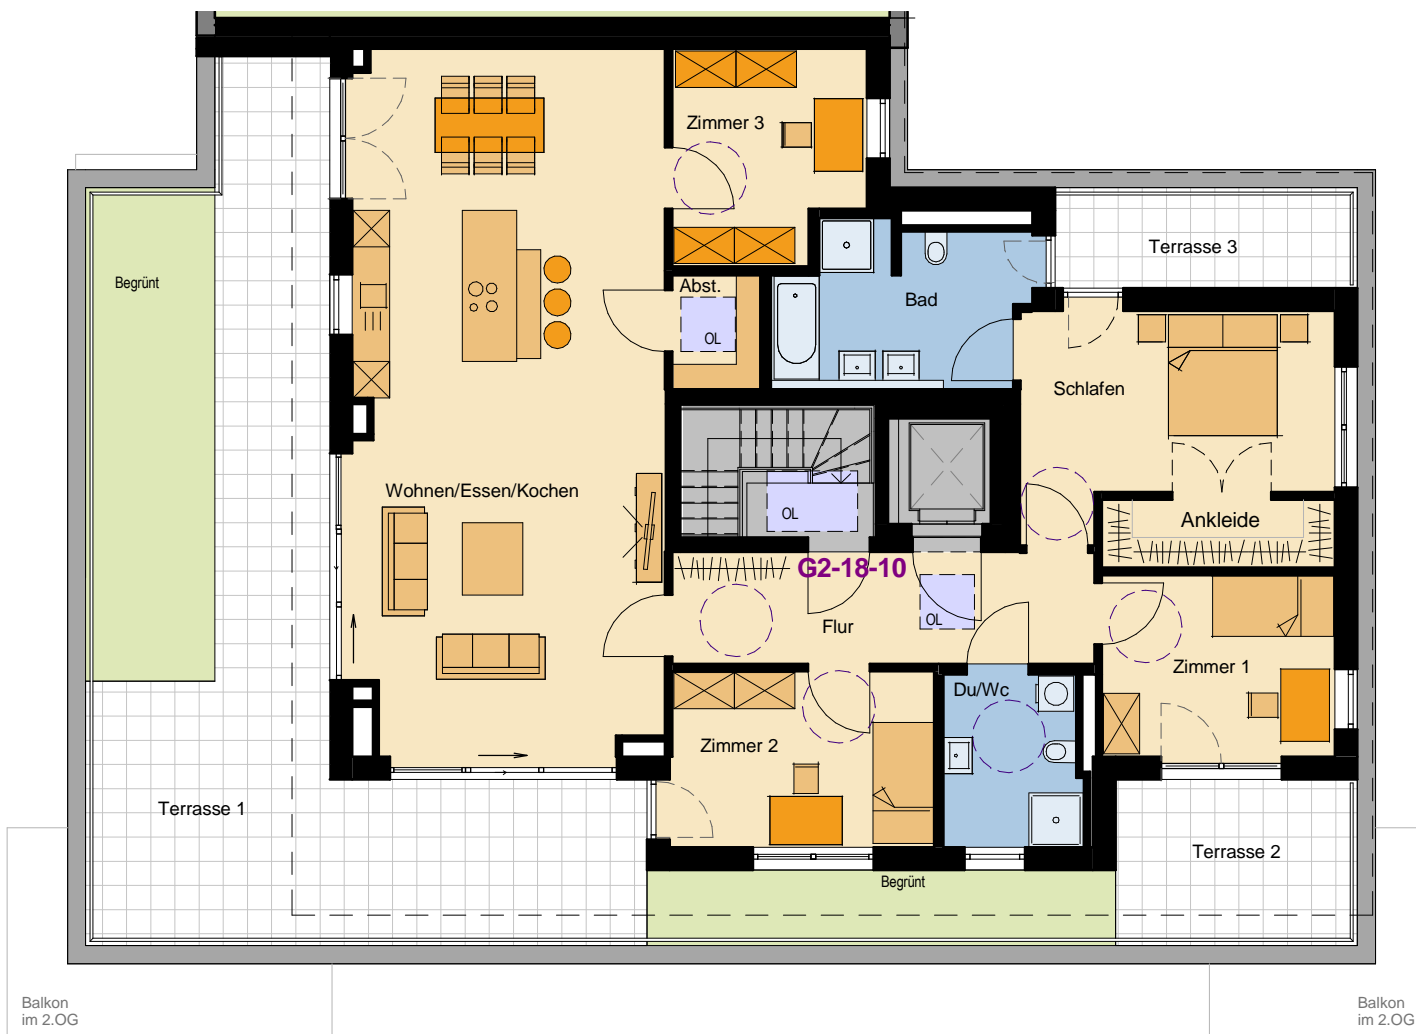 Zimmer 3
Terrasse 3
Begrünt
Abst.
Bad
OL
Schlafen
Wohnen/Essen/Kochen
OL
Ankleide
G2-18-10
OL
Flur
Zimmer 1
Du/Wc
Zimmer 2
Terrasse 1
Terrasse 2
Begrünt
Balkon
im 2.OG
Balkon
im 2.OG